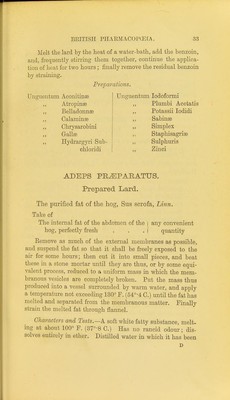 BRITISH PHARMACOPŒIA. 33
Melt the lard by the heat of a water-bath, add the benzoin,
and, frequently stirring them together, continue the applica-
tion of heat for two hours; finally remove the residual benzoin
by straining.
Preparations.
Unguentum Aconitinæ
„ Atropinæ
„ Belladonnæ
„ Calaminæ
„ Chrysarobini
„ Gallæ
„ Hydrargyri Sub-
chloridi
Unguentum Iodoformi
„ Plumbi Acetatis
„ Potassii Iodidi
„ Sabinæ
„ Simplex
„ Staphisagriæ
„ Sulphuris
„ Zinci
ADEPS PRÆPARATUS.
Prepared Lard.
The purified fat of the hog, Sus scrofa, Linn.
Take of
The internal fat of the abdomen of the } any convenient
hog, perfectly fresh . . . } quantity
Remove as much of the external membranes as possible,
and suspend the fat so that it shall be freely exposed to the
air for some hours; then cut it into small pieces, and beat
these in a stone mortar until they are thus, or by some equi-
valent process, reduced to a uniform mass in which the mem-
branous vesicles are completely broken. Put the mass thus
produced into a vessel surrounded by warm water, and apply
a temperature not exceeding 130° F. (54°·4 C.) until the fat has
melted and separated from the membranous matter. Finally
strain the melted fat through flannel.
Characters and Tests.—A soft white fatty substance, melt-
ing at about 100° F. (37°·8 C.) Has no rancid odour; dis-
solves entirely in ether. Distilled water in which it has been
D